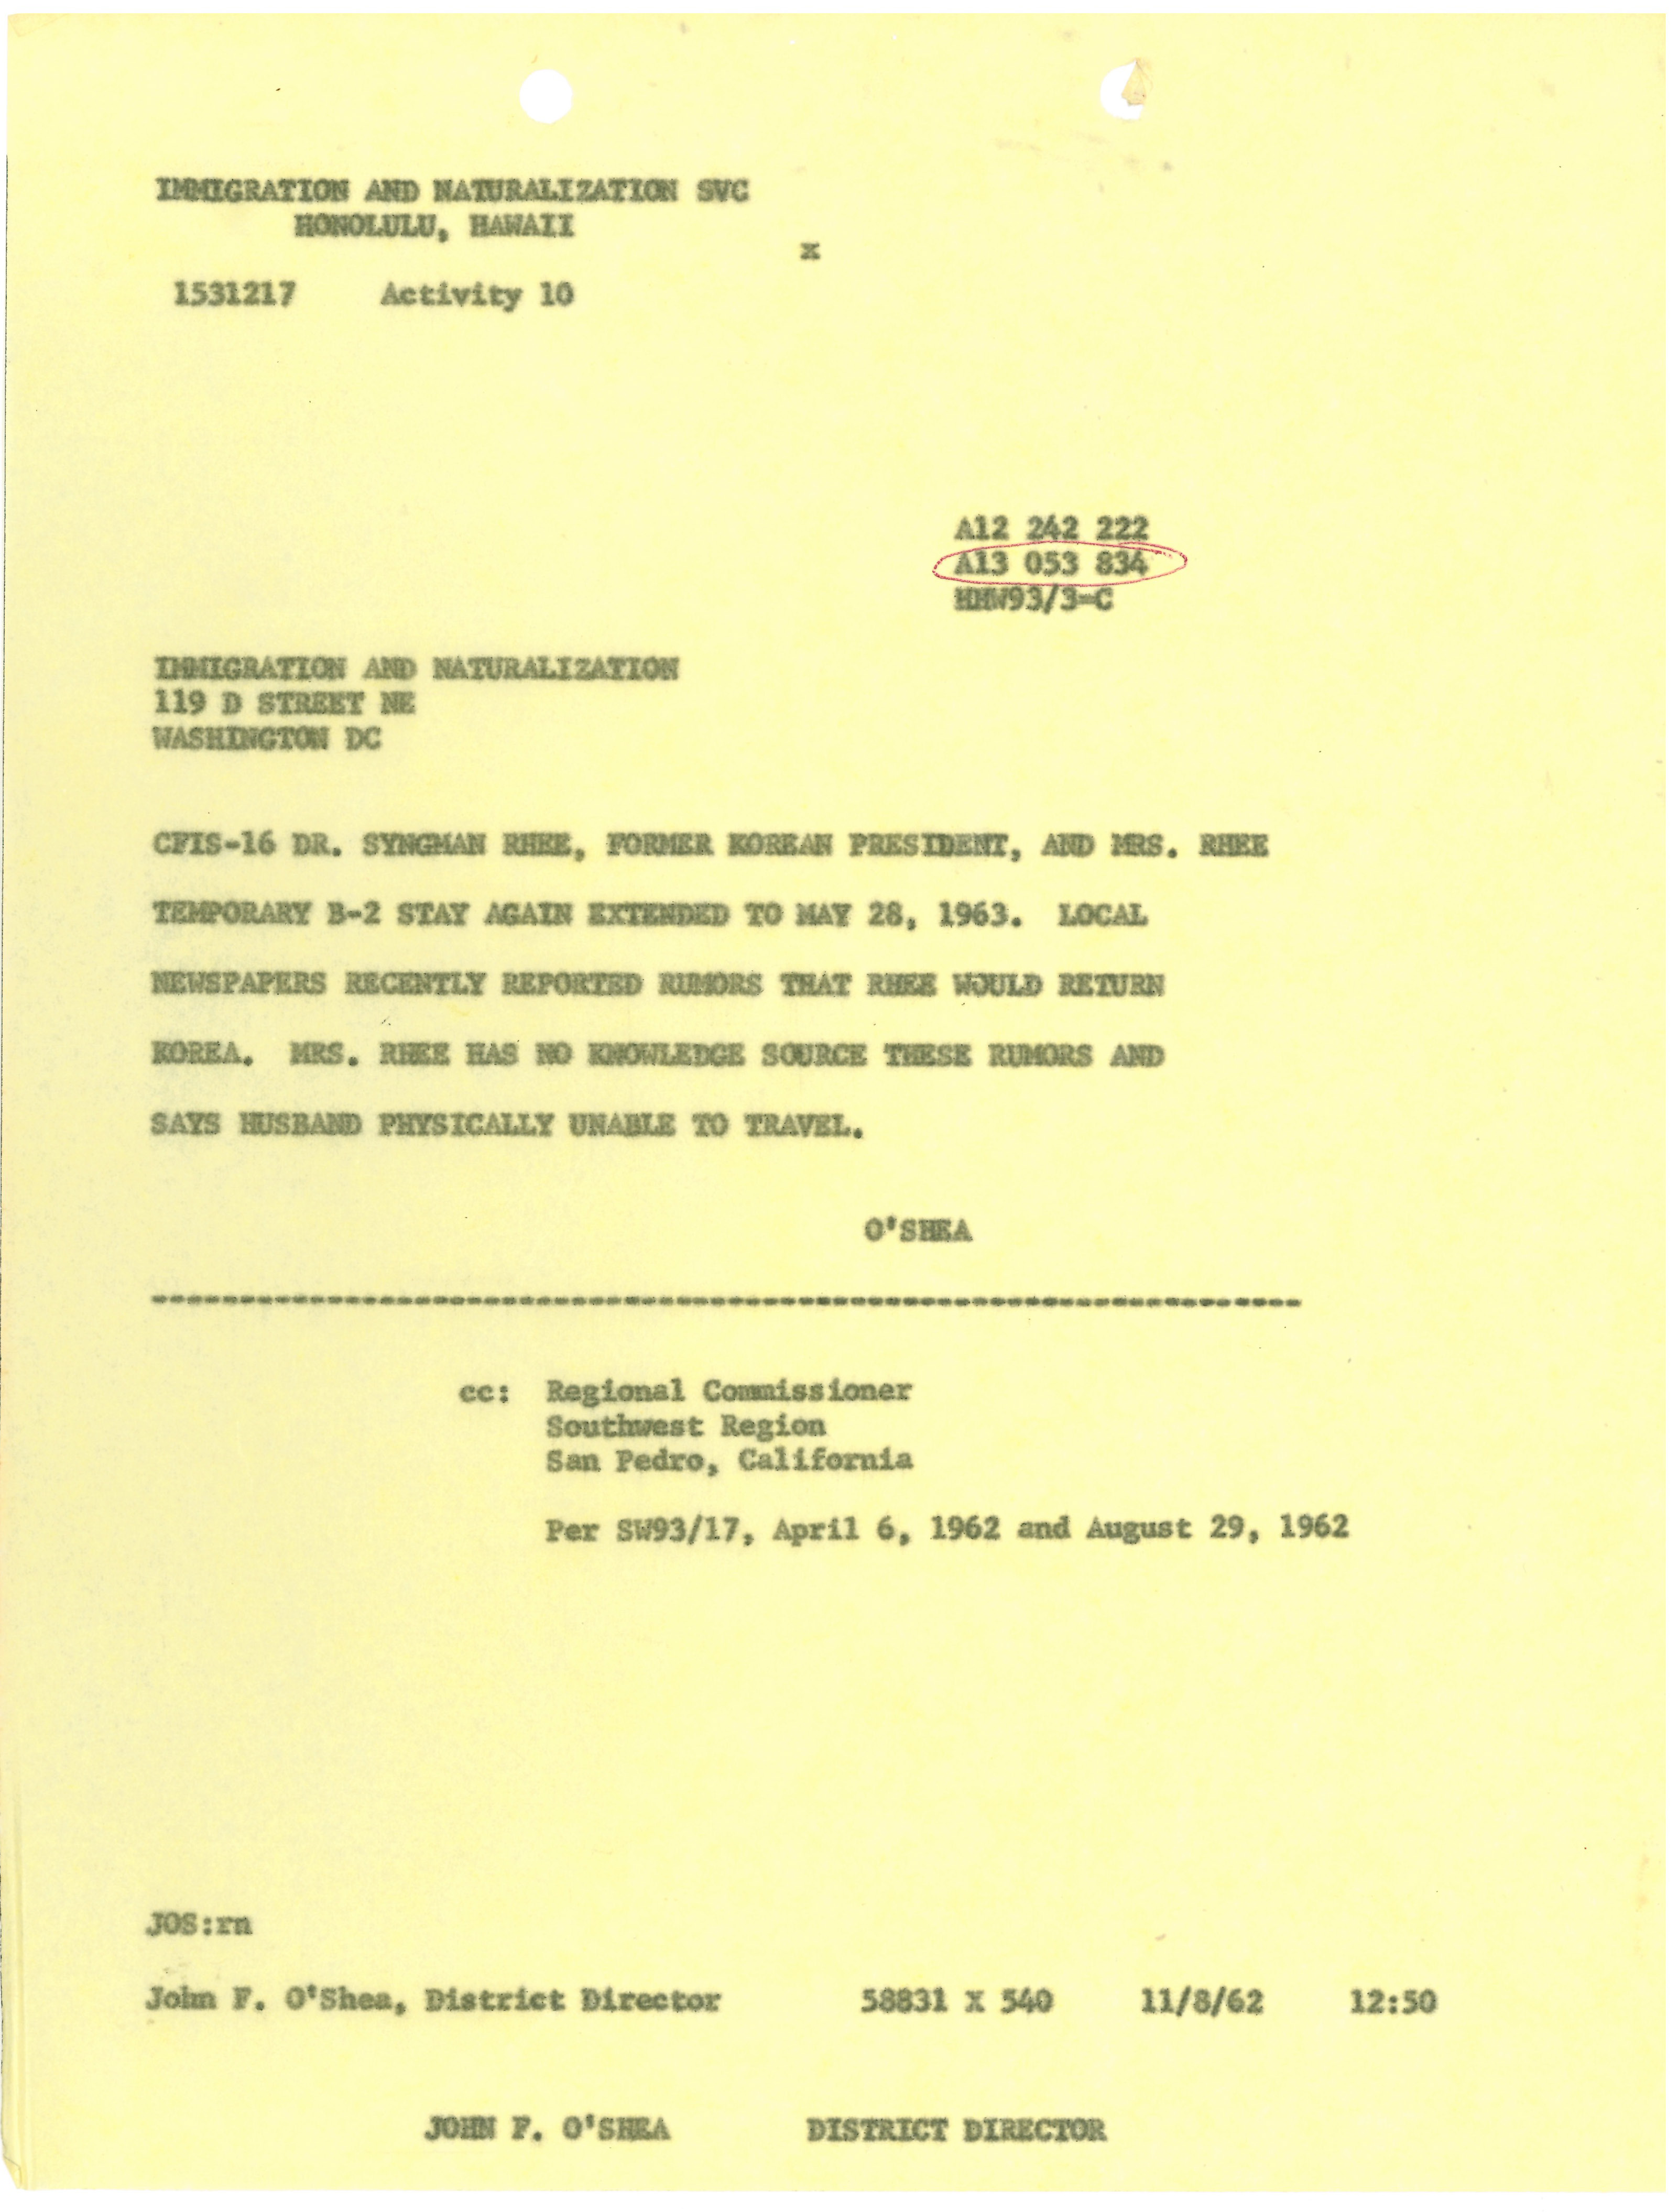 IMMIGRATION AND NATURALIZATION SVC
HONOLULU, HAWAII
x
1531217 Activity 10
A12 242 222
A13 053 834
HHW93/3-C
IMMIGRATION AND NATURALIZATION
119 D STREET NE
WASHINGTON DC
CFIS-16 DR. SYNGMAN RHEE, FORMER KOREAN PRESIDENT, AND MRS. RHEE
TEMPORARY B-2 STAY AGAIN EXTENDED TO MAY 28, 1963. LOCAL
NEWSPAPERS RECENTLY REPORTED RUMORS THAT RHEE WOULD RETURN
KOREA. MRS. RHEE HAS NO KNOWLEDGE SOURCE THESE RUMORS AND
SAYS HUSBAND PHYSICALLY UNABLE TO TRAVEL.
O'SHEA
------------------------------------------------------------------
cc: Regional Commissioner
Southwest Region
San Pedro, California
Per SW93/17, April 6, 1962 and August 29, 1962
JOS:rn
John F. O'Shea, District Director 58831 X 540 11/8/62 12:50
JOHN F. O'SHEA DISTRICT DIRECTOR